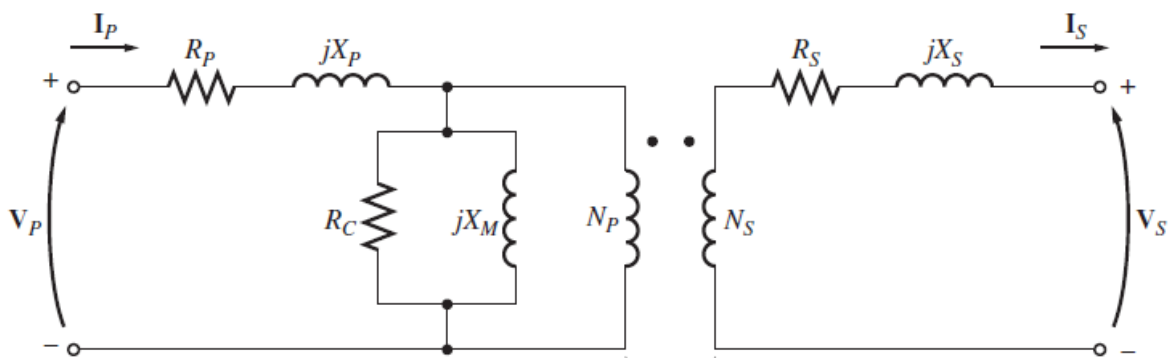 I_P
I_S
R_P
jX_P
R_S
jX_S
+
+
V_P
R_C
jX_M
N_P
N_S
V_S
−
−